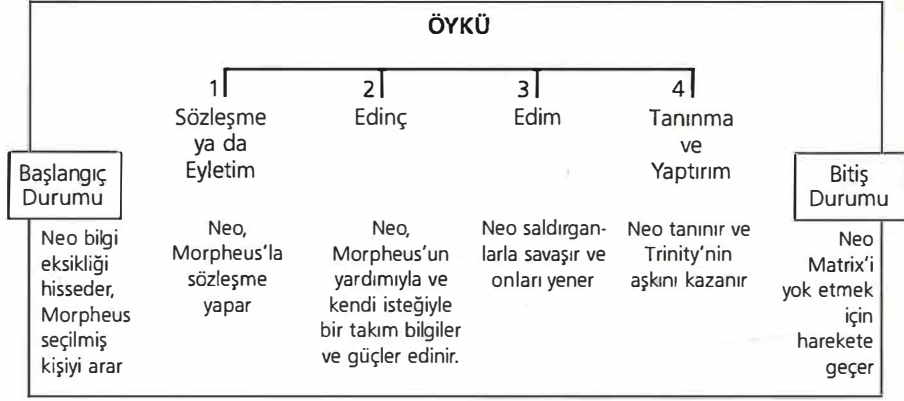 ÖYKÜ
1
Sözleşme
ya da
Eyletim
2
Edinç
3
Edim
4
Tanınma
ve
Yaptırım
Başlangıç
Durumu
Neo bilgi
eksikliği
hisseder,
Morpheus
seçilmiş
kişiyi arar
Neo,
Morpheus'la
sözleşme
yapar
Neo,
Morpheus'un
yardımıyla ve
kendi isteğiyle
bir takım bilgiler
ve güçler edinir.
Neo saldırgan-
larla savaşır ve
onları yener
Neo tanınır ve
Trinity'nin
aşkını kazanır
Bitiş
Durumu
Neo
Matrix'i
yok etmek
için
harekete
geçer